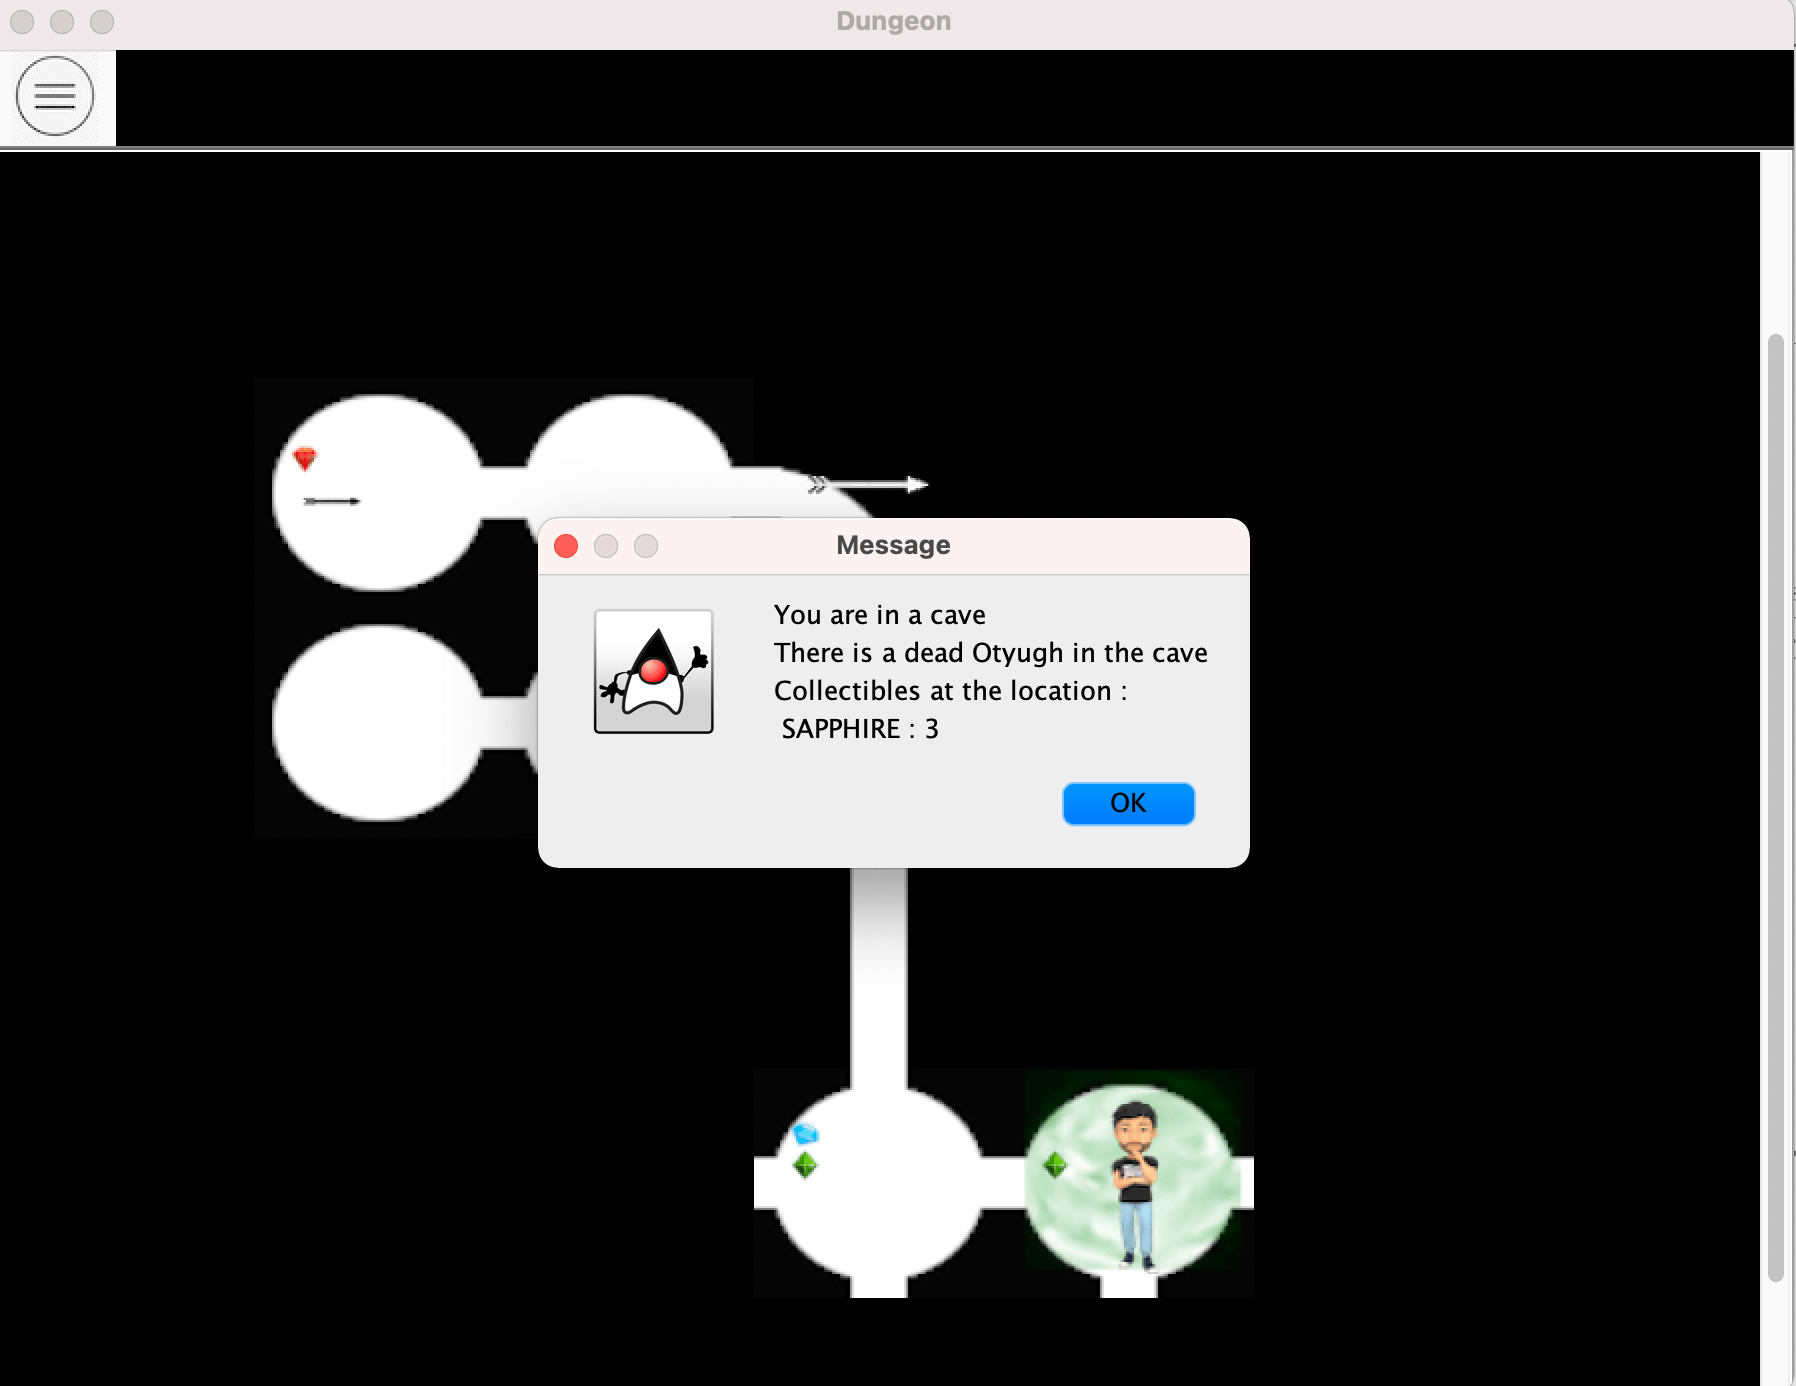 Dungeon
Message
You are in a cave
There is a dead Otyugh in the cave
Collectibles at the location :
SAPPHIRE : 3
OK